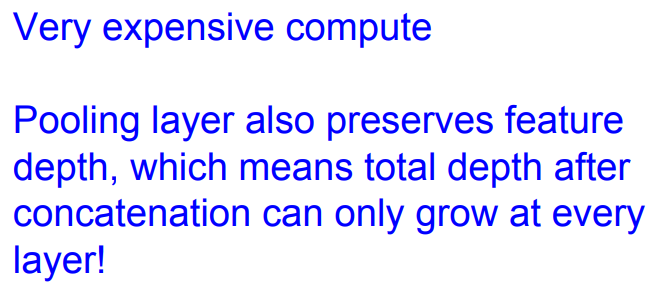 Very expensive compute
Pooling layer also preserves feature
depth, which means total depth after
concatenation can only grow at every
layer!